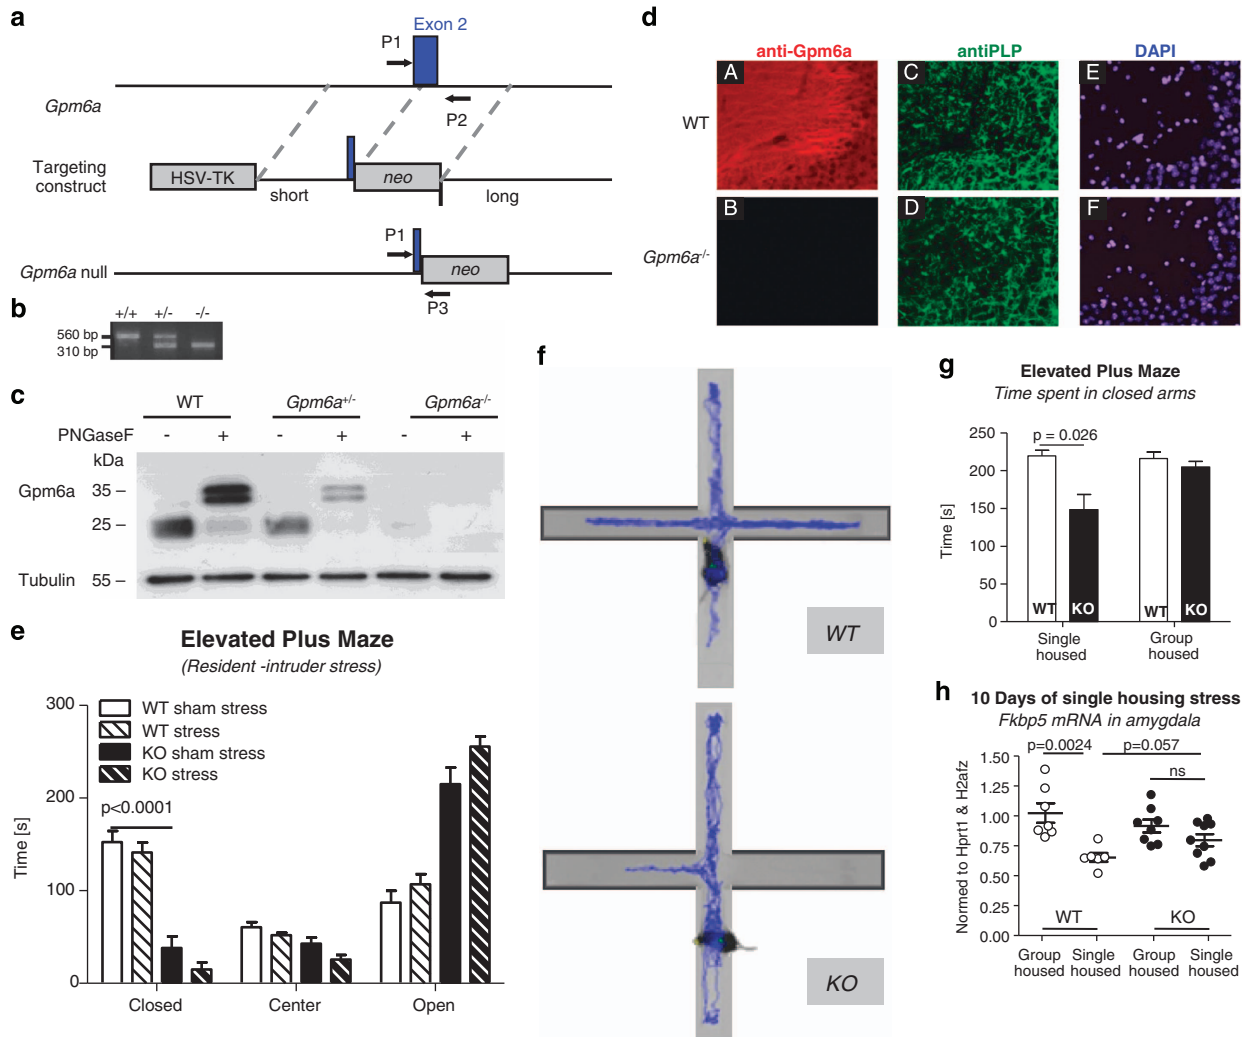 a
Exon 2
P1
Gpm6a
P2
Targeting construct
HSV-TK
neo
short
long
P1
Gpm6a null
neo
P3
b
+/+ +/- -/-
560 bp
310 bp
c
WT Gpm6a+/- Gpm6a-/-
PNGaseF - + - + - +
kDa
Gpm6a 35
25
Tubulin 55
d
anti-Gpm6a antiPLP DAPI
WT
A C E
Gpm6a-/-
B D F
e
Elevated Plus Maze
(Resident -intruder stress)
WT sham stress
WT stress
KO sham stress
KO stress
p<0.0001
Time [s]
300
200
100
0
Closed Center Open
f
WT
KO
g
Elevated Plus Maze
Time spent in closed arms
p = 0.026
Time [s]
250
200
150
100
50
0
WT KO WT KO
Single housed
Group housed
h
10 Days of single housing stress
Fkbp5 mRNA in amygdala
p=0.0024 p=0.057
ns
Normed to Hprt1 & H2afz
1.50
1.25
1.00
0.75
0.50
0.25
0.00
WT KO
Group housed
Single housed
Group housed
Single housed